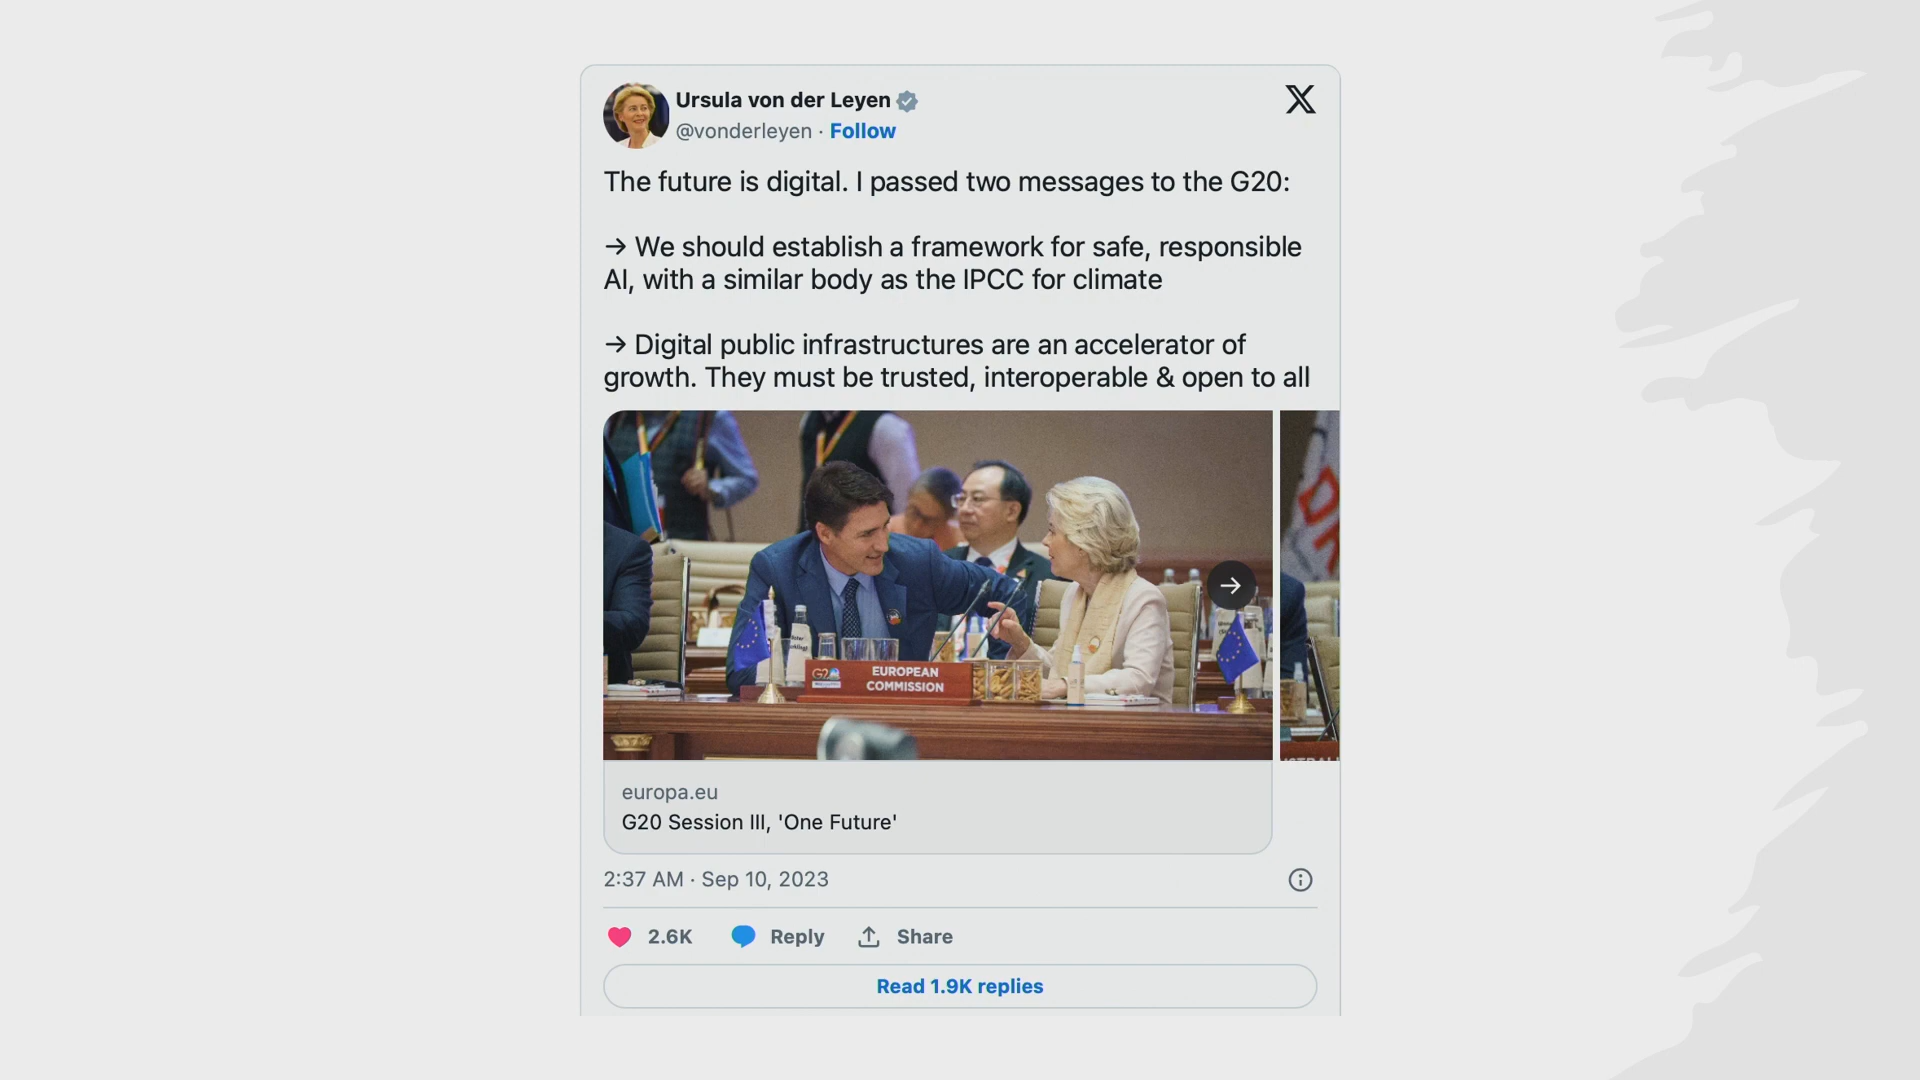 Ursula von der Leyen
@vonderleyen · Follow
The future is digital. I passed two messages to the G20:
→ We should establish a framework for safe, responsible
AI, with a similar body as the IPCC for climate
→ Digital public infrastructures are an accelerator of
growth. They must be trusted, interoperable & open to all
G20
EUROPEAN
COMMISSION
europa.eu
G20 Session III, 'One Future'
2:37 AM · Sep 10, 2023
2.6K Reply Share
Read 1.9K replies